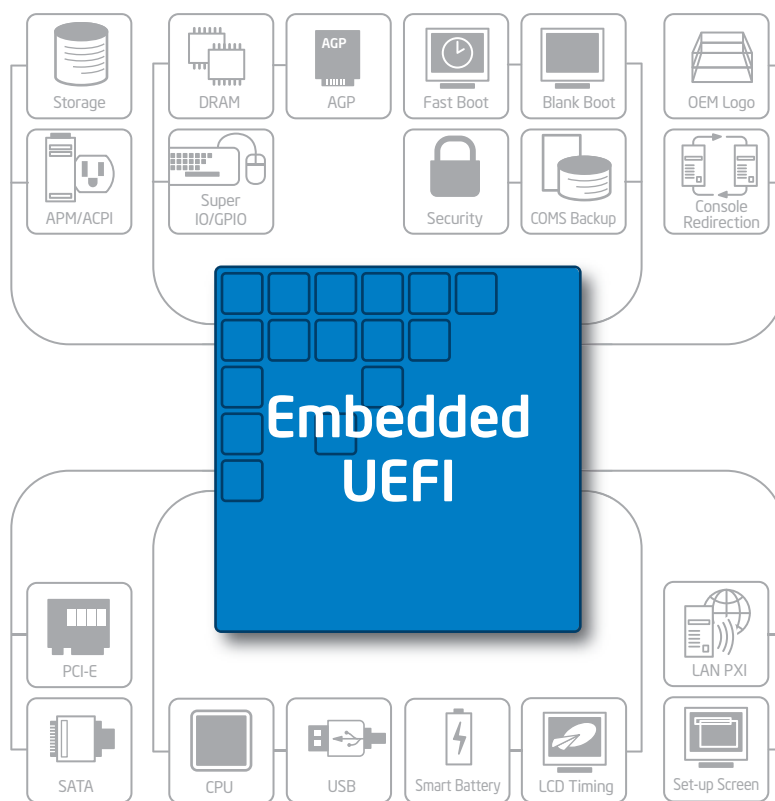 AGP
Storage
DRAM
AGP
Fast Boot
Blank Boot
OEM Logo
APM/ACPI
Super
IO/GPIO
Security
COMS Backup
Console
Redirection
Embedded
UEFI
PCI-E
LAN PXI
SATA
CPU
USB
Smart Battery
LCD Timing
Set-up Screen